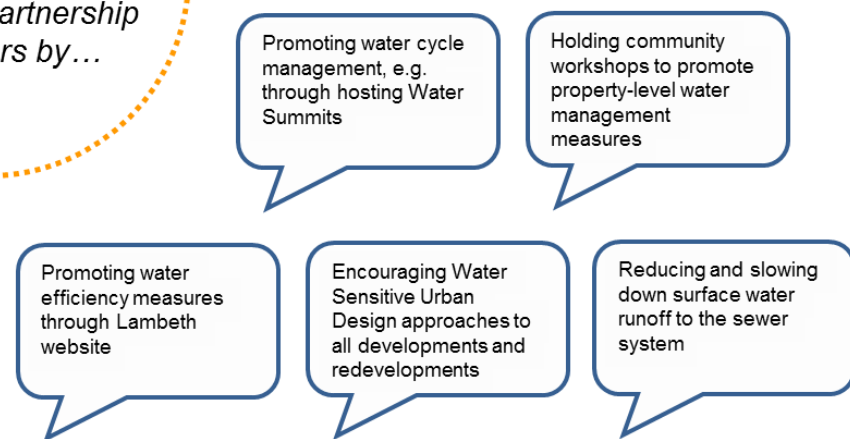 artnership
rs by…
Promoting water cycle
management, e.g.
through hosting Water
Summits
Holding community
workshops to promote
property-level water
management
measures
Promoting water
efficiency measures
through Lambeth
website
Encouraging Water
Sensitive Urban
Design approaches to
all developments and
redevelopments
Reducing and slowing
down surface water
runoff to the sewer
system